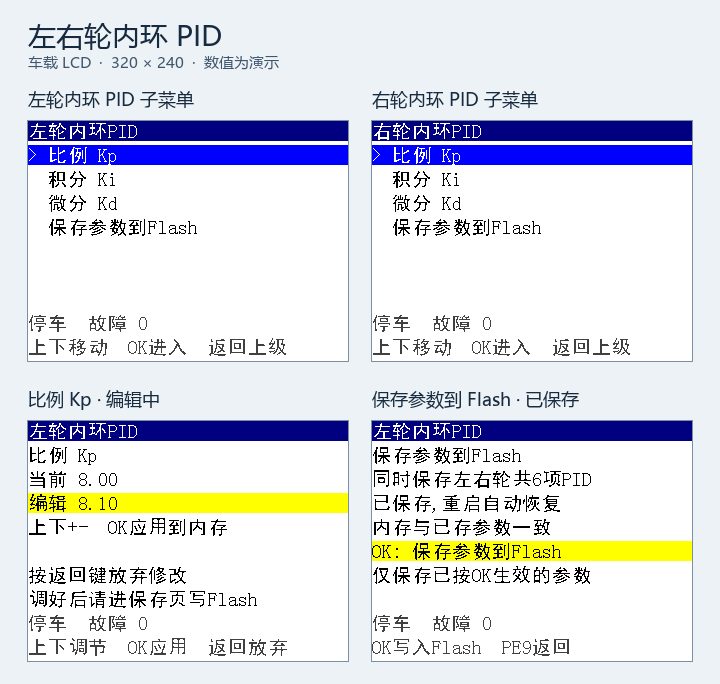 左右轮内环 PID
车载 LCD · 320 × 240 · 数值为演示
左轮内环 PID 子菜单
左轮内环PID
> 比例 Kp
积分 Ki
微分 Kd
保存参数到Flash
停车 故障 0
上下移动 OK进入 返回上级
右轮内环 PID 子菜单
右轮内环PID
> 比例 Kp
积分 Ki
微分 Kd
保存参数到Flash
停车 故障 0
上下移动 OK进入 返回上级
比例 Kp · 编辑中
左轮内环PID
比例 Kp
当前 8.00
编辑 8.10
上下+- OK应用到内存
按返回键放弃修改
调好后请进保存页写Flash
停车 故障 0
上下调节 OK应用 返回放弃
保存参数到 Flash · 已保存
左轮内环PID
保存参数到Flash
同时保存左右轮共6项PID
已保存,重启自动恢复
内存与已存参数一致
OK: 保存参数到Flash
仅保存已按OK生效的参数
停车 故障 0
OK写入Flash PE9返回